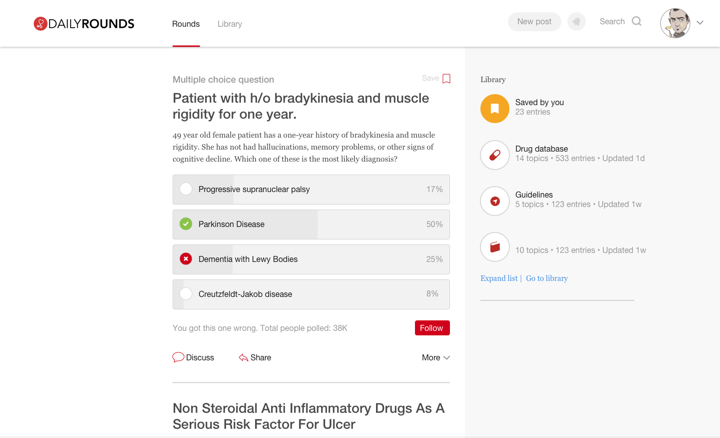 DAILYROUNDS
Rounds
Library
New post
Search
Multiple choice question
Save
Patient with h/o bradykinesia and muscle
rigidity for one year.
49 year old female patient has a one-year history of bradykinesia and muscle
rigidity. She has not had hallucinations, memory problems, or other signs of
cognitive decline. Which one of these is the most likely diagnosis?
Progressive supranuclear palsy 17%
Parkinson Disease 50%
Dementia with Lewy Bodies 25%
Creutzfeldt-Jakob disease 8%
You got this one wrong. Total people polled: 38K
Follow
Discuss
Share
More
Non Steroidal Anti Inflammatory Drugs As A
Serious Risk Factor For Ulcer
Library
Saved by you
23 entries
Drug database
14 topics • 533 entries • Updated 1d
Guidelines
5 topics • 123 entries • Updated 1w
10 topics • 123 entries • Updated 1w
Expand list | Go to library